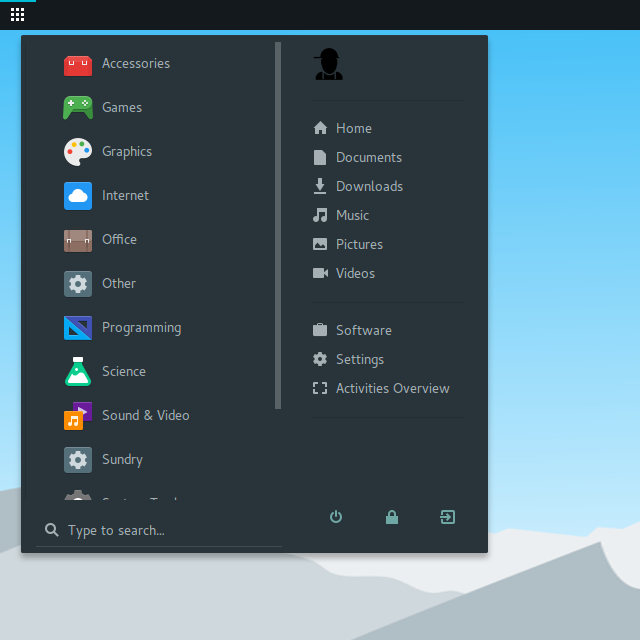 Accessories
Games
Graphics
Internet
Office
Other
Programming
Science
Sound & Video
Sundry
Type to search...
Home
Documents
Downloads
Music
Pictures
Videos
Software
Settings
Activities Overview